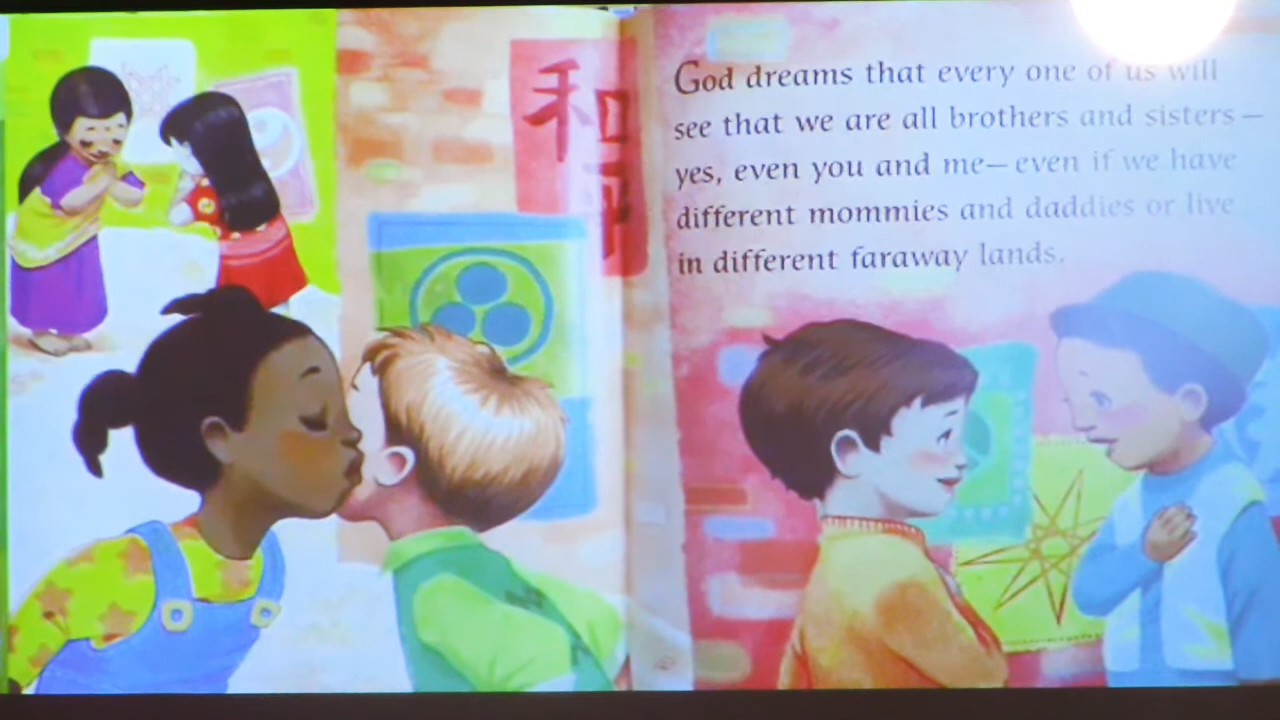 和
God dreams that every one of us will
see that we are all brothers and sisters—
yes, even you and me—even if we have
different mommies and daddies or live
in different faraway lands.